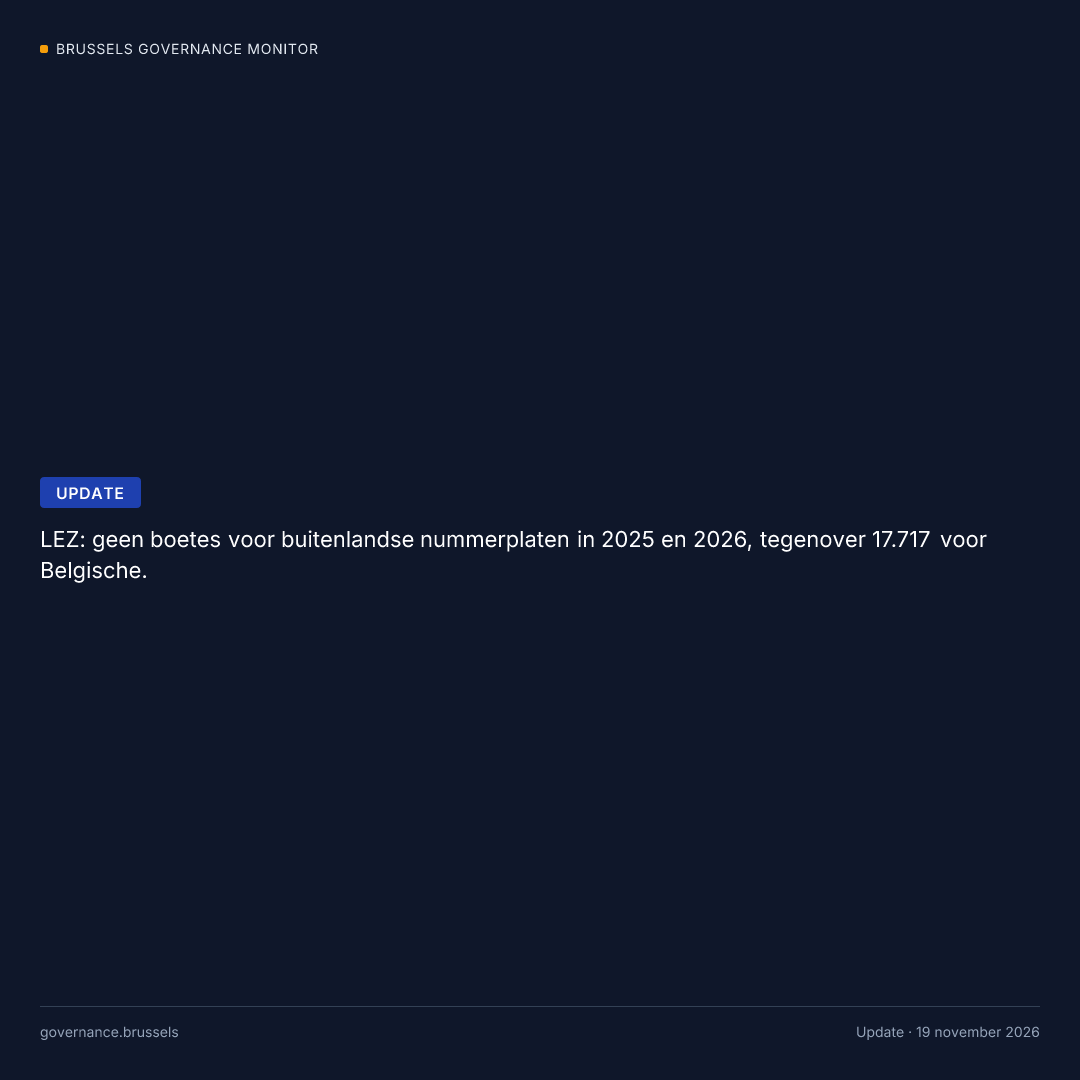 BRUSSELS GOVERNANCE MONITOR
UPDATE
LEZ: geen boetes voor buitenlandse nummerplaten in 2025 en 2026, tegenover 17.717 voor
Belgische.
governance.brussels
Update · 19 november 2026